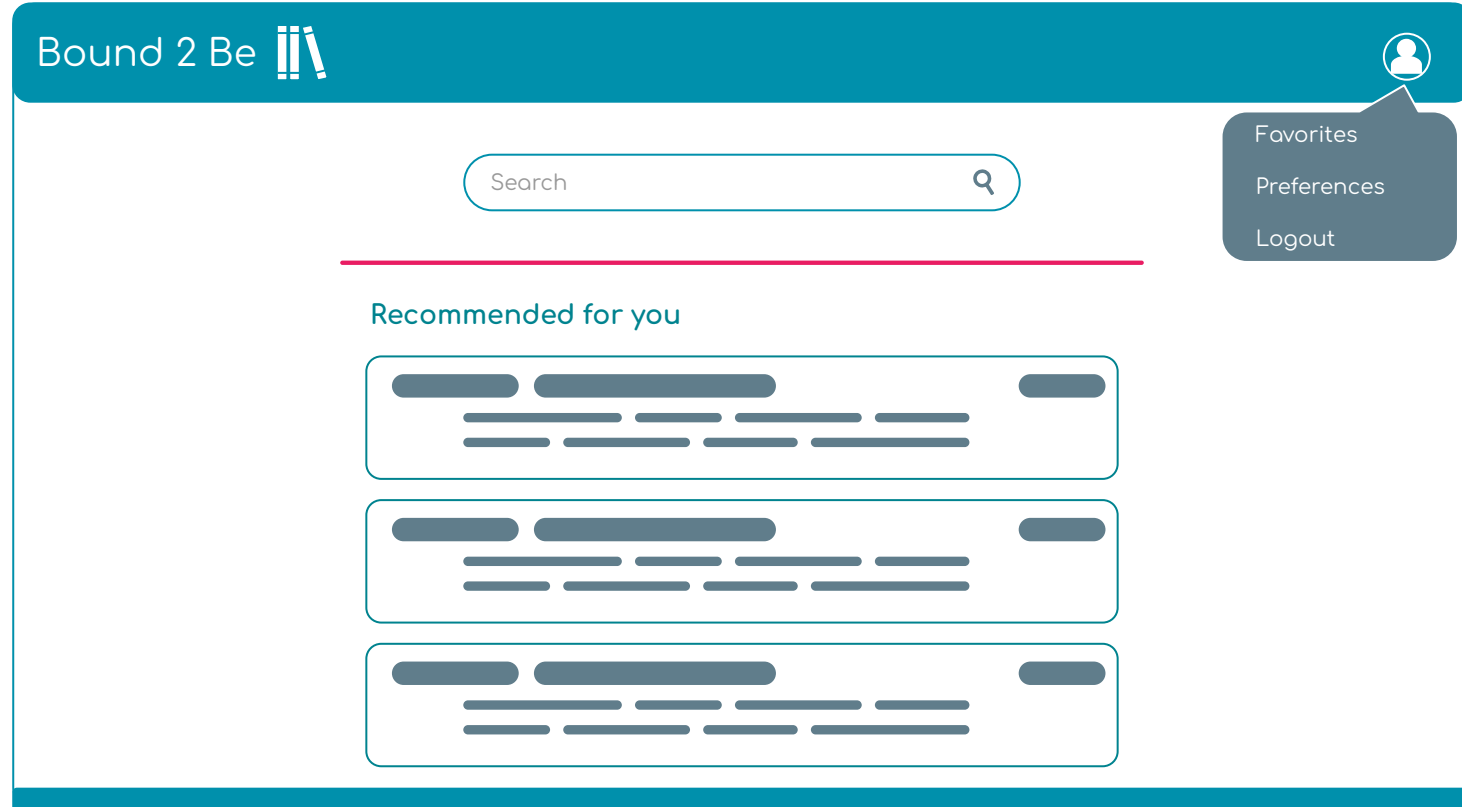 Bound 2 Be
Favorites
Preferences
Logout
Search
Recommended for you